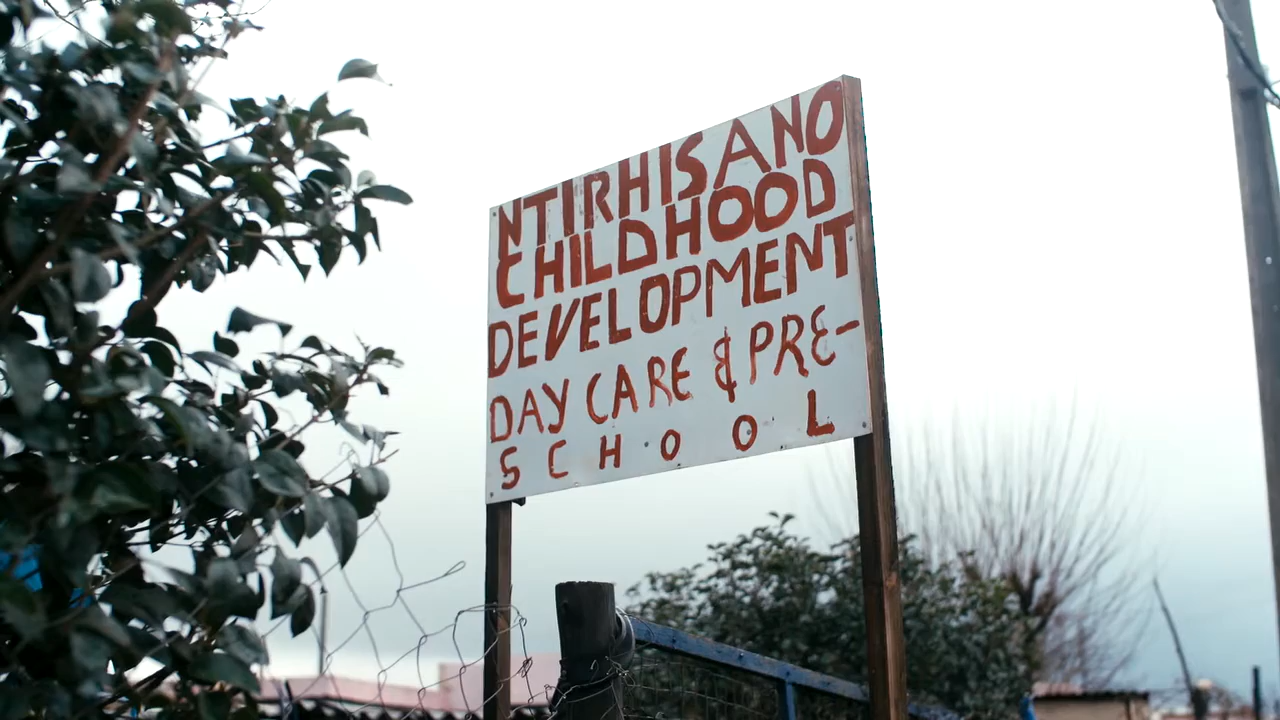 NTIRHISANO
CHILDHOOD
DEVELOPMENT
DAY CARE & PRE-
SCHOOL